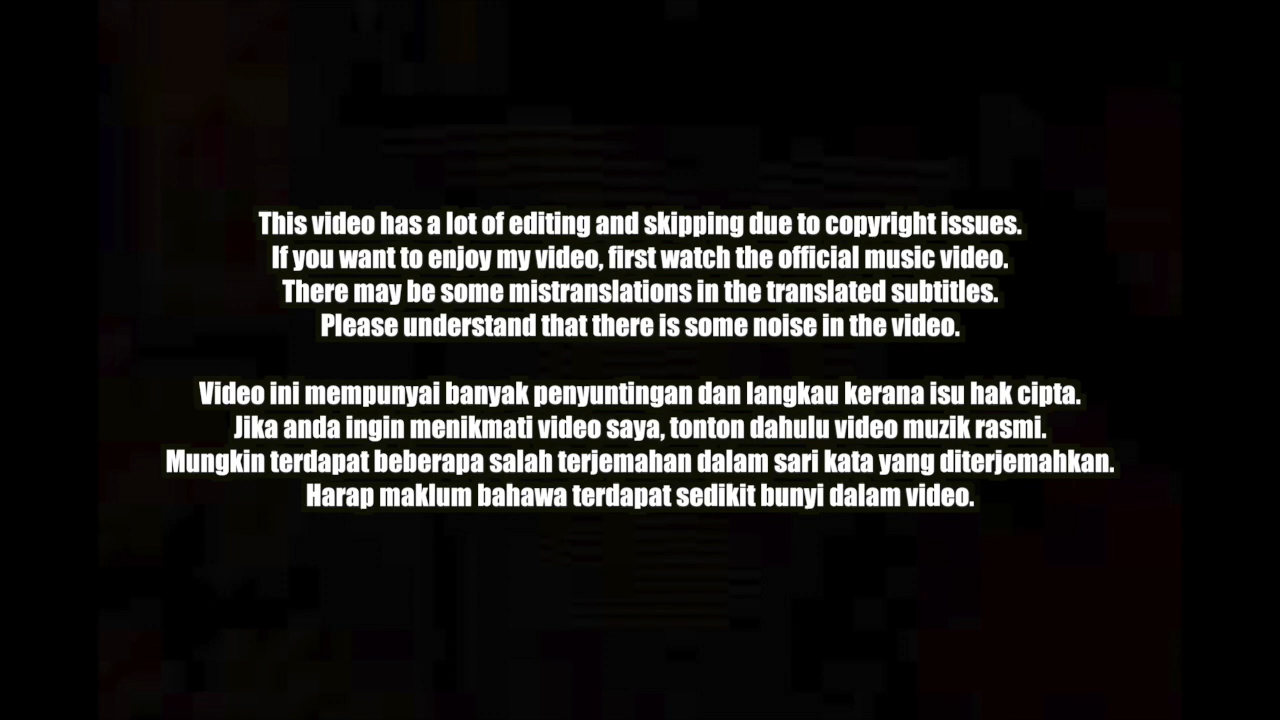 This video has a lot of editing and skipping due to copyright issues.
If you want to enjoy my video, first watch the official music video.
There may be some mistranslations in the translated subtitles.
Please understand that there is some noise in the video.
Video ini mempunyai banyak penyuntingan dan langkau kerana isu hak cipta.
Jika anda ingin menikmati video saya, tonton dahulu video muzik rasmi.
Mungkin terdapat beberapa salah terjemahan dalam sari kata yang diterjemahkan.
Harap maklum bahawa terdapat sedikit bunyi dalam video.